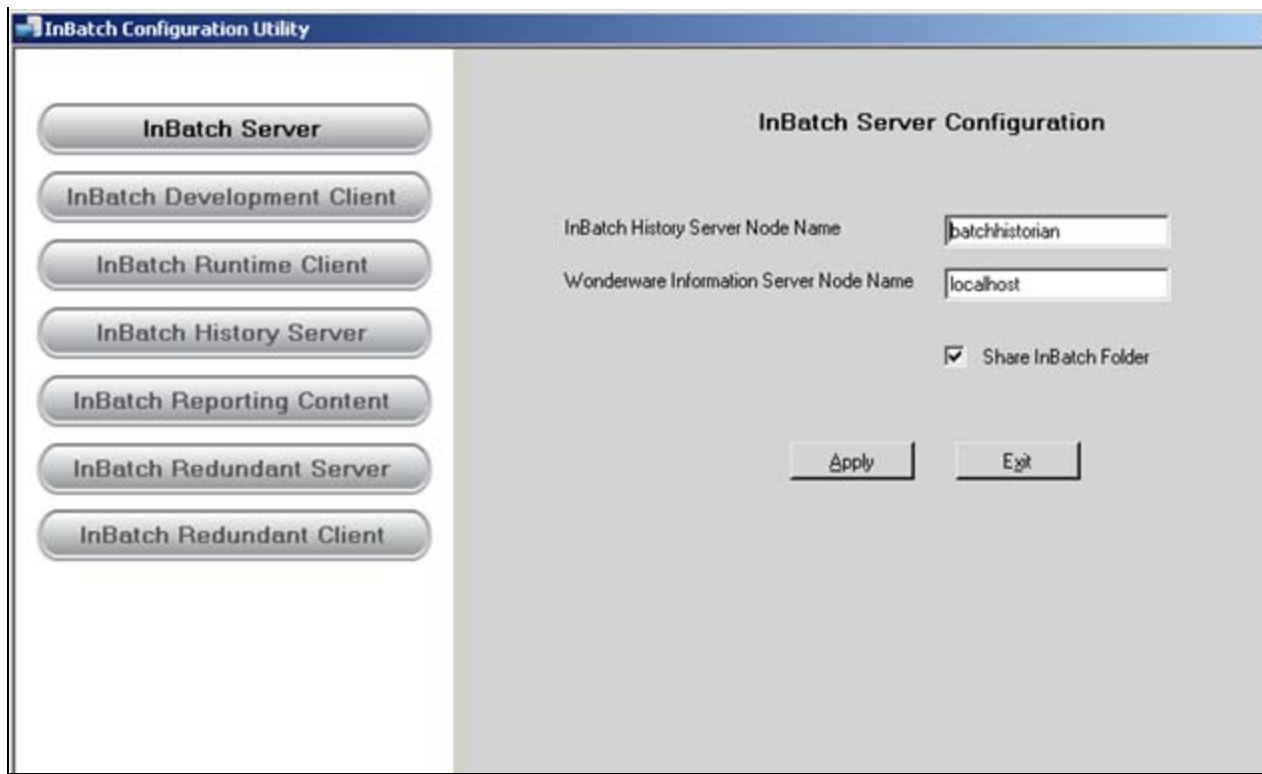 InBatch Configuration Utility
InBatch Server
InBatch Development Client
InBatch Runtime Client
InBatch History Server
InBatch Reporting Content
InBatch Redundant Server
InBatch Redundant Client
InBatch Server Configuration
InBatch History Server Node Name batchhistorian
Wonderware Information Server Node Name localhost
Share InBatch Folder
Apply Exit